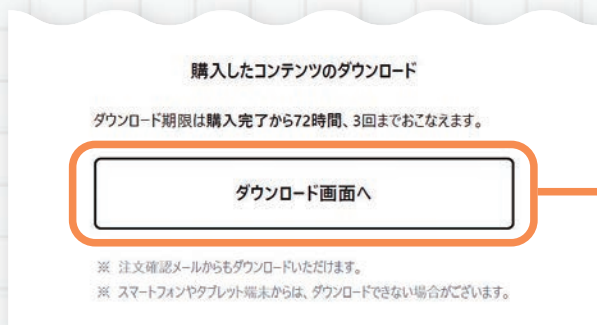 購入したコンテンツのダウンロード
ダウンロード期限は購入完了から72時間、3回までおこなえます。
ダウンロード画面へ
※ 注文確認メールからもダウンロードいただけます。
※ スマートフォンやタブレット端末からは、ダウンロードできない場合がございます。